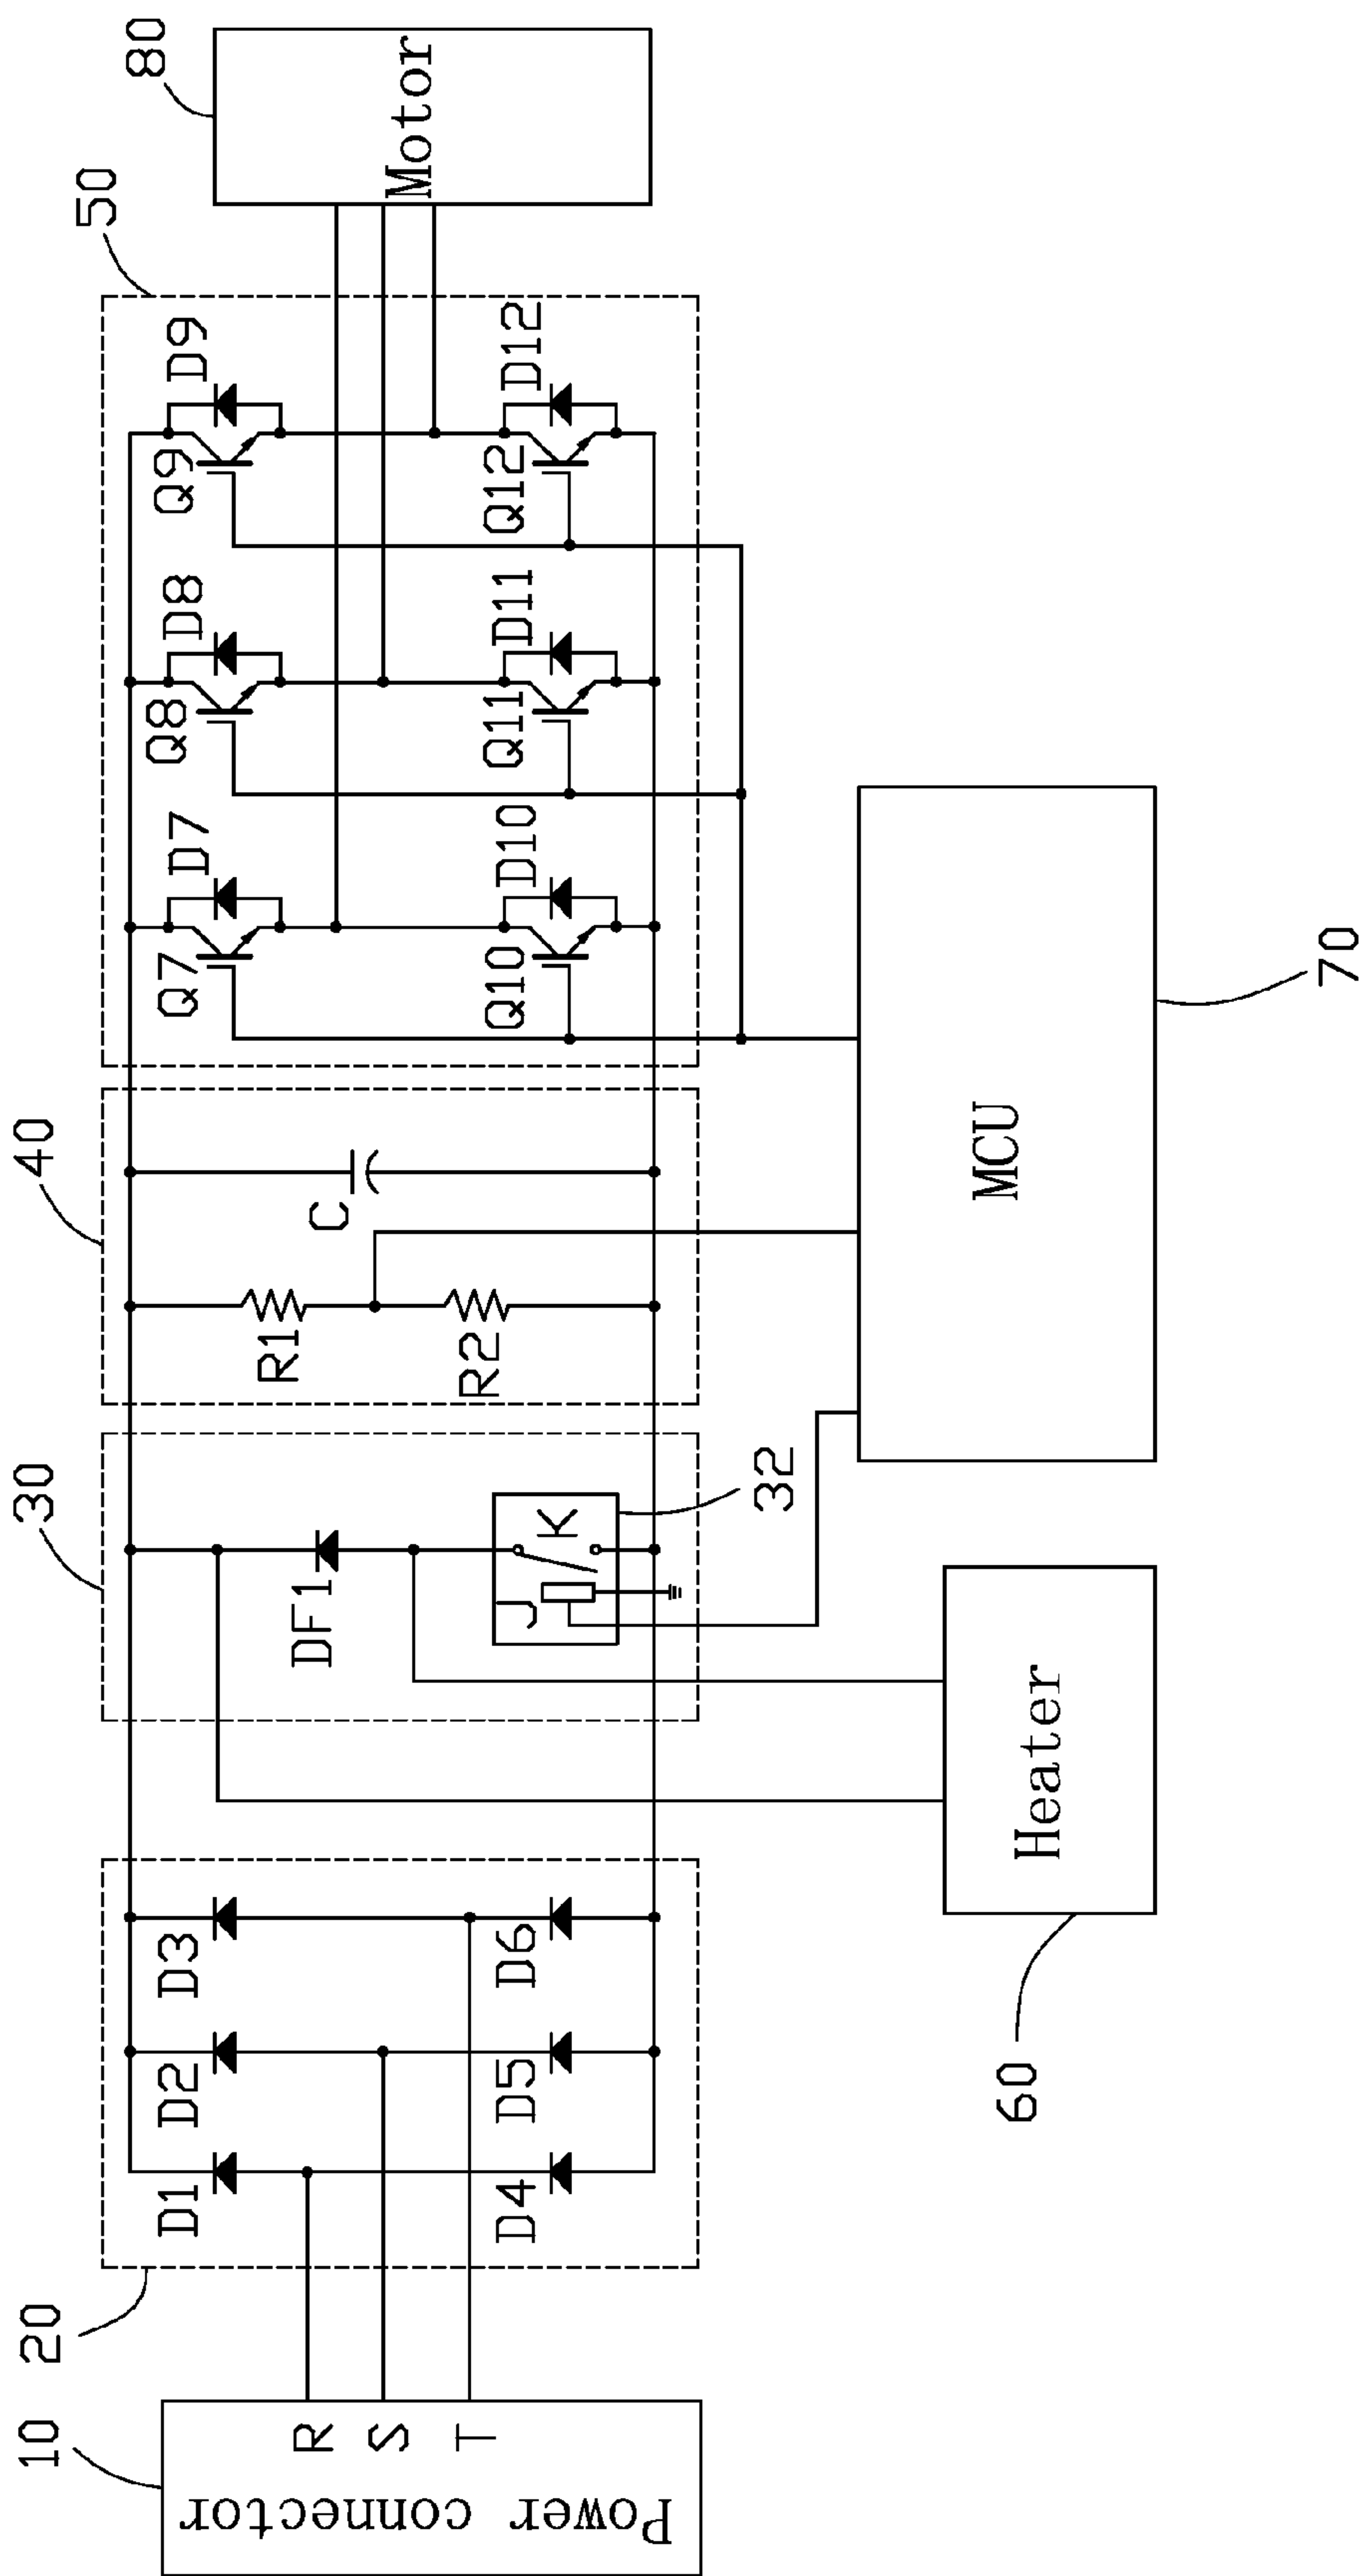 10
20
30
40
50
80
Power connector
R
S
T
D1
D2
D3
D4
D5
D6
DF1
J
K
32
R1
R2
C
Q7
D7
Q8
D8
Q9
D9
Q10
D10
Q11
D11
Q12
D12
Motor
Heater
60
MCU
70